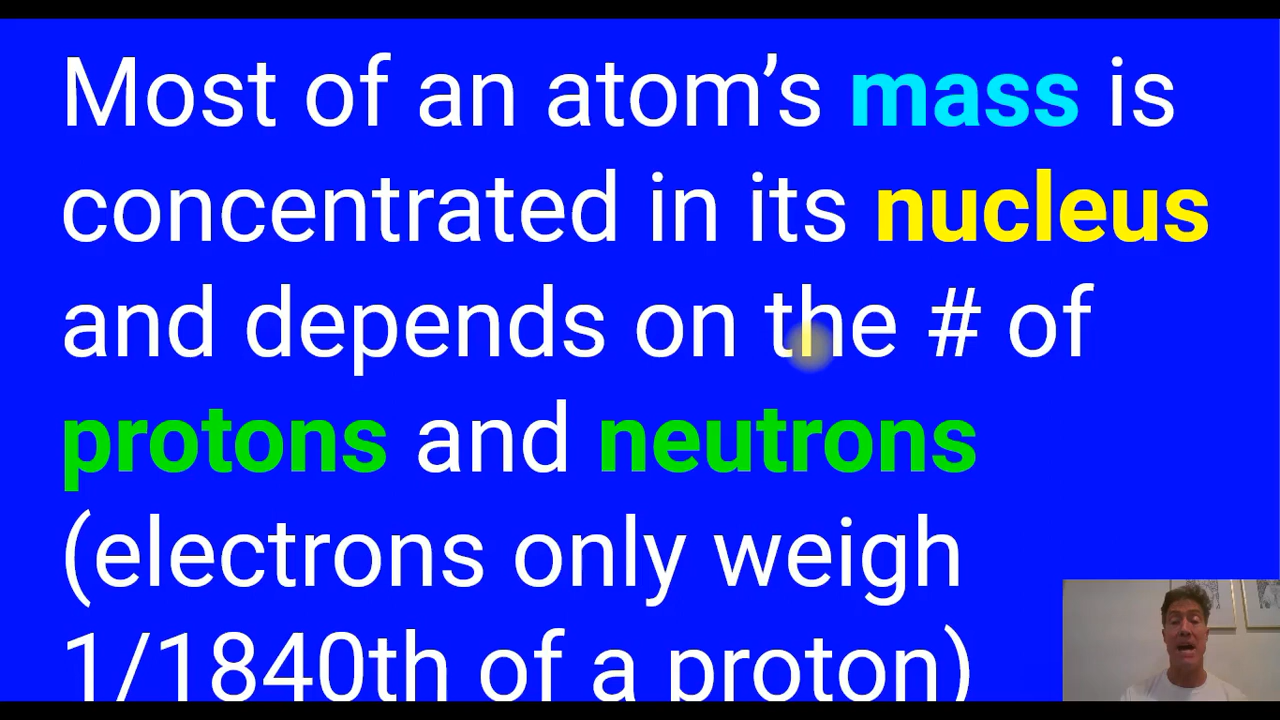 Most of an atom’s mass is
concentrated in its nucleus
and depends on the # of
protons and neutrons
(electrons only weigh
1/1840th of a proton)